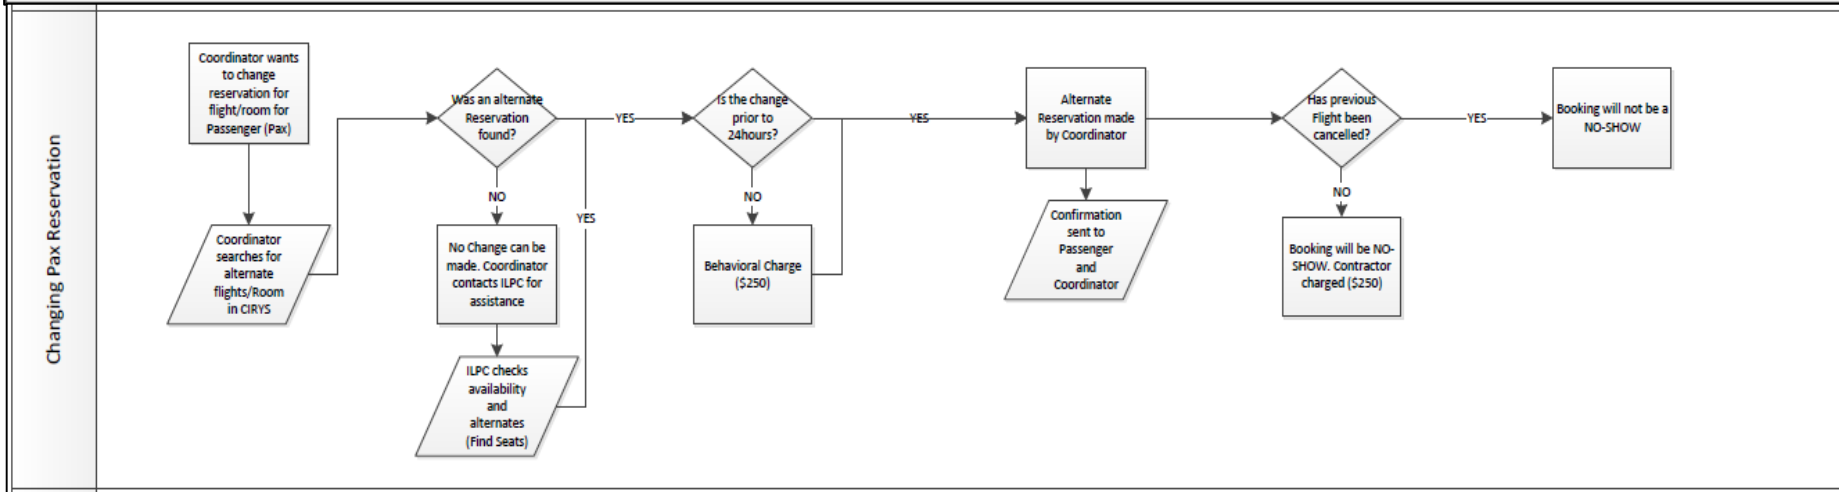 Changing Pax Reservation
Coordinator wants
to change
reservation for
flight/room for
Passenger (Pax)
Coordinator
searches for
alternate
flights/Room
in CIRYS
Was an alternate
Reservation
found?
YES
NO
No Change can be
made. Coordinator
contacts ILPC for
assistance
ILPC checks
availability
and
alternates
(Find Seats)
YES
Is the change
prior to
24hours?
YES
NO
Behavioral Charge
($250)
Alternate
Reservation made
by Coordinator
Confirmation
sent to
Passenger
and
Coordinator
Has previous
Flight been
cancelled?
YES
NO
Booking will be NO-
SHOW. Contractor
charged ($250)
Booking will not be a
NO-SHOW